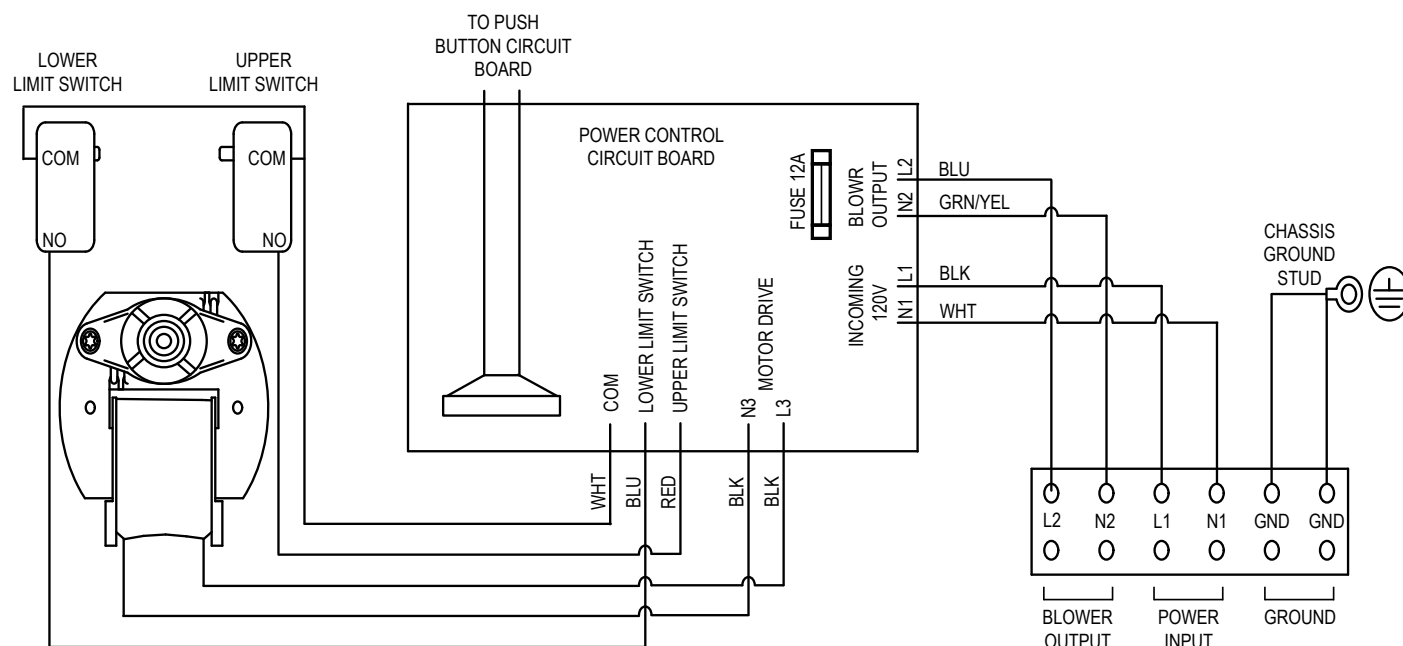 TO PUSH
BUTTON CIRCUIT
BOARD
LOWER
LIMIT SWITCH
UPPER
LIMIT SWITCH
COM
COM
NO
NO
POWER CONTROL
CIRCUIT BOARD
FUSE 12A
BLOWR
OUTPUT
L2
N2
INCOMING
120V
L1
N1
BLU
GRN/YEL
BLK
WHT
CHASSIS
GROUND
STUD
COM
LOWER LIMIT SWITCH
UPPER LIMIT SWITCH
MOTOR DRIVE
N3
L3
WHT
BLU
RED
BLK
BLK
L2
N2
L1
N1
GND
GND
BLOWER
OUTPUT
POWER
INPUT
GROUND